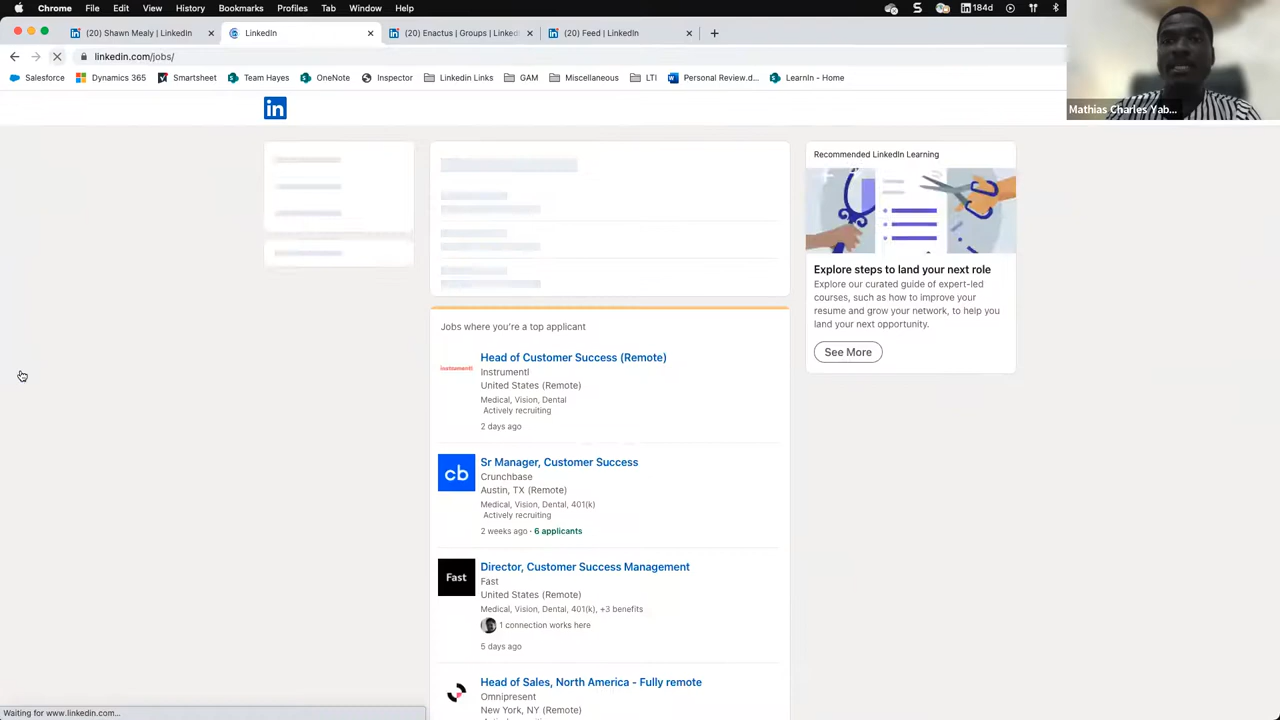 Chrome File Edit View History Bookmarks Profiles Tab Window Help
184d
(20) Shawn Mealy | LinkedIn
LinkedIn
(20) Enactus | Groups | LinkedI
(20) Feed | LinkedIn
linkedin.com/jobs/
Salesforce Dynamics 365 Smartsheet Team Hayes OneNote Inspector Linkedin Links GAM Miscellaneous LTI Personal Review.d... LearnIn - Home
Mathias Charles Yab...
in
Recommended LinkedIn Learning
Explore steps to land your next role
Explore our curated guide of expert-led
courses, such as how to improve your
resume and grow your network, to help you
land your next opportunity.
See More
Jobs where you're a top applicant
instrumentl
Head of Customer Success (Remote)
Instrumentl
United States (Remote)
Medical, Vision, Dental
Actively recruiting
2 days ago
cb
Sr Manager, Customer Success
Crunchbase
Austin, TX (Remote)
Medical, Vision, Dental, 401(k)
Actively recruiting
2 weeks ago · 6 applicants
Fast
Director, Customer Success Management
Fast
United States (Remote)
Medical, Vision, Dental, 401(k), +3 benefits
1 connection works here
5 days ago
Head of Sales, North America - Fully remote
Omnipresent
New York, NY (Remote)
Waiting for www.linkedin.com...